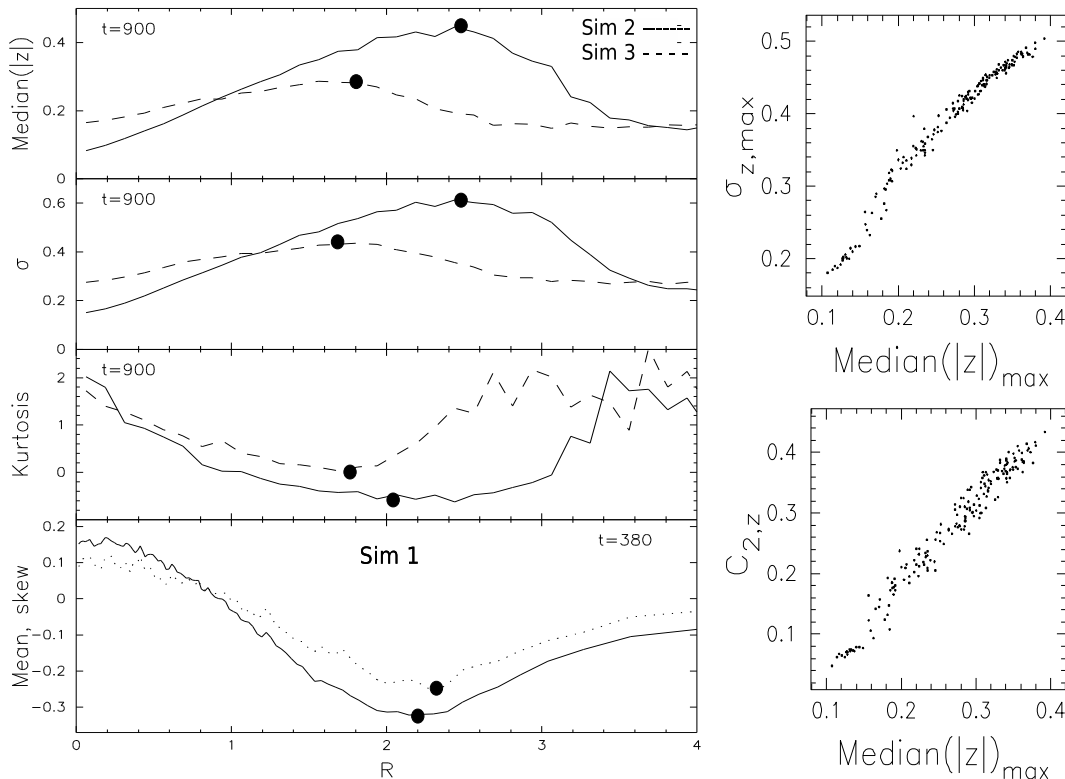 t=900
Sim 2
Sim 3
0.4
0.2
0
Median(|z|)
t=900
0.6
0.4
0.2
0
σ
t=900
2
1
0
Kurtosis
0.2
0.1
0
−0.1
−0.2
−0.3
Mean, skew
Sim 1
t=380
0 1 2 3 4
R
0.5
0.4
0.3
0.2
σz,max
0.1 0.2 0.3 0.4
Median(|z|)max
0.4
0.3
0.2
0.1
C2,z
0.1 0.2 0.3 0.4
Median(|z|)max